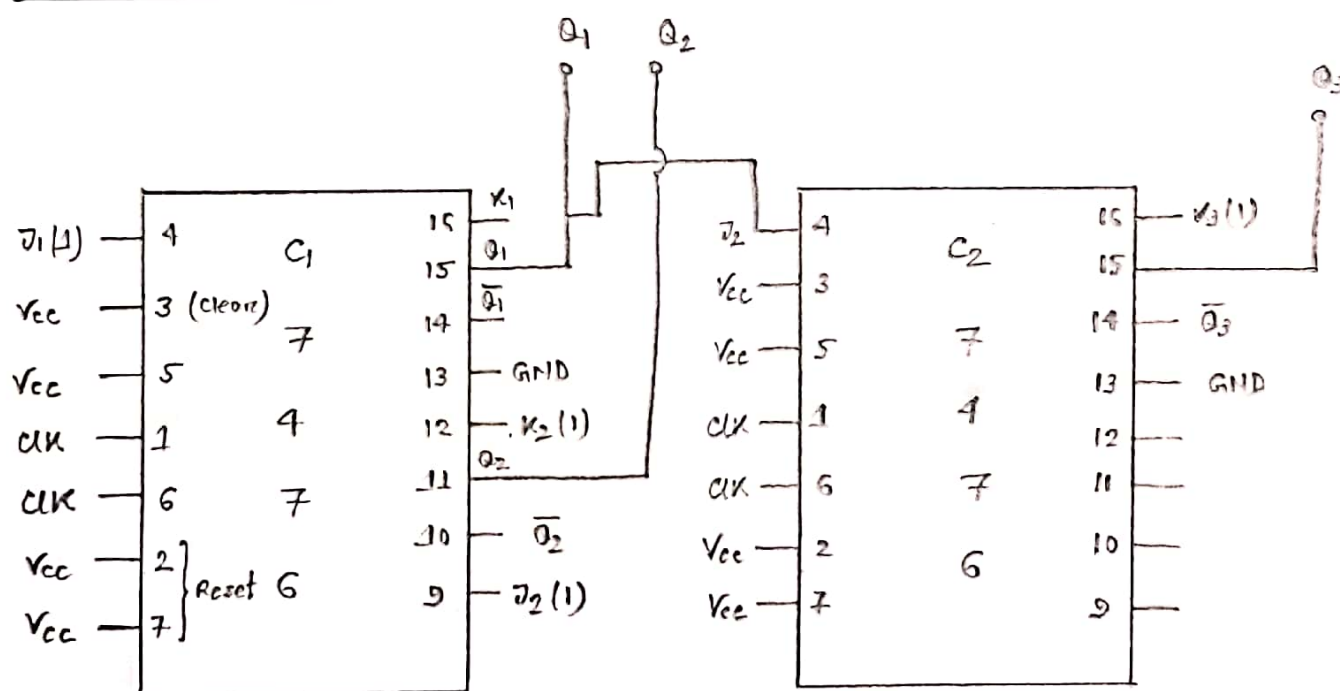 Q1 Q2
Q3
J1(1) 4
Vcc 3 (Clear)
Vcc 5
CLK 1
CLK 6
Vcc 2
Vcc 7
Reset
C1
7
4
7
6
15 K1
15 Q1
14 Q̅1
13 GND
12 K2(1)
11 Q2
10 Q̅2
9 J2(1)
J2 4
Vcc 3
Vcc 5
CLK 1
CLK 6
Vcc 2
Vcc 7
C2
7
4
7
6
16 K3(1)
15
14 Q̅3
13 GND
12
11
10
9